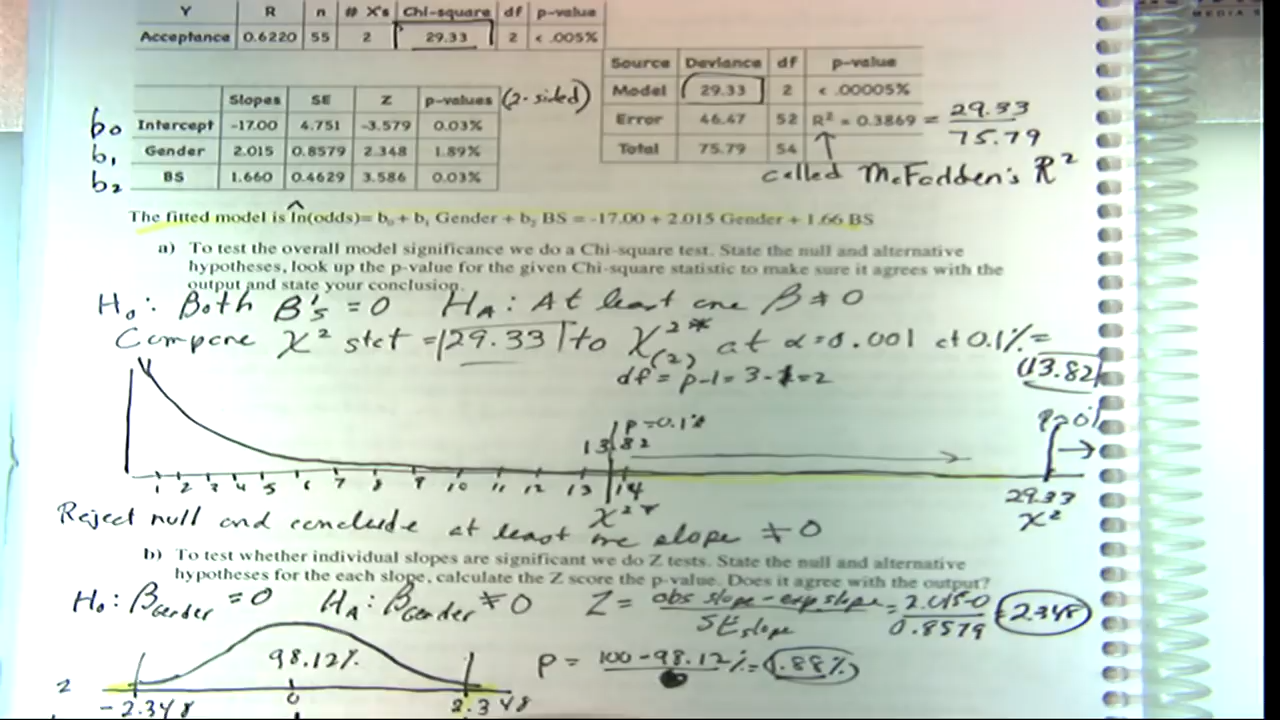 Y R n # X's Chi-square df p-value
Acceptance 0.6220 55 2 29.33 2 < .005%
Source Deviance df p-value
Model 29.33 2 < .00005%
Error 46.47 52 R² = 0.3869 = 29.33 / 75.79
Total 75.79 54
called McFadden's R²
Slopes SE Z p-values (2-sided)
b₀ Intercept -17.00 4.751 -3.579 0.03%
b₁ Gender 2.015 0.8579 2.348 1.89%
b₂ BS 1.660 0.4629 3.586 0.03%
The fitted model is ln(odds)^= b₀ + b₁ Gender + b₂ BS = -17.00 + 2.015 Gender + 1.66 BS
a) To test the overall model significance we do a Chi-square test. State the null and alternative
hypotheses, look up the p-value for the given Chi-square statistic to make sure it agrees with the
output and state your conclusion.
H₀: Both β's = 0 H_A: At least one β ≠ 0
Compare χ² stat = 29.33 to χ²*₍₂₎ at α = 0.001 at 0.1% =
df = p-1 = 3-1 = 2 13.82
p=0.1%
13.82
p≈0%
1 2 3 4 5 6 7 8 9 10 11 12 13 14
χ²* 29.33
χ²
Reject null and conclude at least one slope ≠ 0
b) To test whether individual slopes are significant we do Z tests. State the null and alternative
hypotheses for the each slope, calculate the Z score the p-value. Does it agree with the output?
H₀: β_Gender = 0 H_A: β_Gender ≠ 0 Z = obs slope - exp slope / SE slope = 2.015-0 / 0.8579 = 2.348
98.12% P = 100-98.12% = 1.88%
Z -2.348 0 2.348
MEDIA